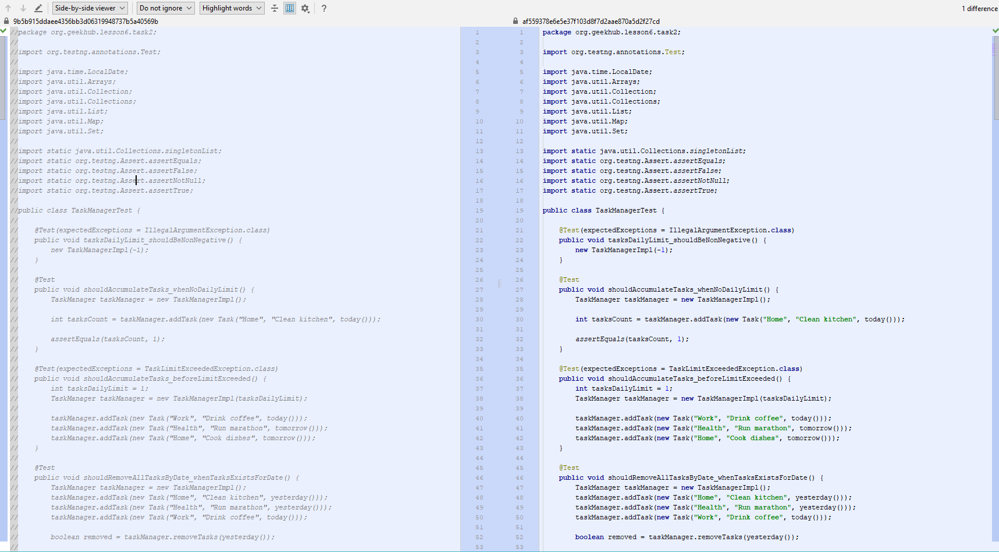 Side-by-side viewer Do not ignore Highlight words ? 1 difference
9b5b915ddaee4356bb3d06319948737b5a40569b
//package org.geekhub.lesson6.task2;
//
//import org.testng.annotations.Test;
//
//import java.time.LocalDate;
//import java.util.Arrays;
//import java.util.Collection;
//import java.util.Collections;
//import java.util.List;
//import java.util.Map;
//import java.util.Set;
//
//import static java.util.Collections.singletonList;
//import static org.testng.Assert.assertEquals;
//import static org.testng.Assert.assertFalse;
//import static org.testng.Assert.assertNotNull;
//import static org.testng.Assert.assertTrue;
//
//public class TaskManagerTest {
//
//    @Test(expectedExceptions = IllegalArgumentException.class)
//    public void tasksDailyLimit_shouldBeNonNegative() {
//        new TaskManagerImpl(-1);
//    }
//
//    @Test
//    public void shouldAccumulateTasks_whenNoDailyLimit() {
//        TaskManager taskManager = new TaskManagerImpl();
//
//        int tasksCount = taskManager.addTask(new Task("Home", "Clean kitchen", today()));
//
//        assertEquals(tasksCount, 1);
//    }
//
//    @Test(expectedExceptions = TaskLimitExceededException.class)
//    public void shouldAccumulateTasks_beforeLimitExceeded() {
//        int tasksDailyLimit = 1;
//        TaskManager taskManager = new TaskManagerImpl(tasksDailyLimit);
//
//        taskManager.addTask(new Task("Work", "Drink coffee", today()));
//        taskManager.addTask(new Task("Health", "Run marathon", tomorrow()));
//        taskManager.addTask(new Task("Home", "Cook dishes", tomorrow()));
//    }
//
//    @Test
//    public void shouldRemoveAllTasksByDate_whenTasksExistsForDate() {
//        TaskManager taskManager = new TaskManagerImpl();
//        taskManager.addTask(new Task("Home", "Clean kitchen", yesterday()));
//        taskManager.addTask(new Task("Health", "Run marathon", yesterday()));
//        taskManager.addTask(new Task("Work", "Drink coffee", today()));
//
//        boolean removed = taskManager.removeTasks(yesterday());
//
af559378e6e5e37f103d8f7d2aae870a5d2f27cd
1 1 package org.geekhub.lesson6.task2;
2 2
3 3 import org.testng.annotations.Test;
4 4
5 5 import java.time.LocalDate;
6 6 import java.util.Arrays;
7 7 import java.util.Collection;
8 8 import java.util.Collections;
9 9 import java.util.List;
10 10 import java.util.Map;
11 11 import java.util.Set;
12 12
13 13 import static java.util.Collections.singletonList;
14 14 import static org.testng.Assert.assertEquals;
15 15 import static org.testng.Assert.assertFalse;
16 16 import static org.testng.Assert.assertNotNull;
17 17 import static org.testng.Assert.assertTrue;
18 18
19 19 public class TaskManagerTest {
20 20
21 21     @Test(expectedExceptions = IllegalArgumentException.class)
22 22     public void tasksDailyLimit_shouldBeNonNegative() {
23 23         new TaskManagerImpl(-1);
24 24     }
25 25
26 26     @Test
27 27     public void shouldAccumulateTasks_whenNoDailyLimit() {
28 28         TaskManager taskManager = new TaskManagerImpl();
29 29
30 30         int tasksCount = taskManager.addTask(new Task("Home", "Clean kitchen", today()));
31 31
32 32         assertEquals(tasksCount, 1);
33 33     }
34 34
35 35     @Test(expectedExceptions = TaskLimitExceededException.class)
36 36     public void shouldAccumulateTasks_beforeLimitExceeded() {
37 37         int tasksDailyLimit = 1;
38 38         TaskManager taskManager = new TaskManagerImpl(tasksDailyLimit);
39 39
40 40         taskManager.addTask(new Task("Work", "Drink coffee", today()));
41 41         taskManager.addTask(new Task("Health", "Run marathon", tomorrow()));
42 42         taskManager.addTask(new Task("Home", "Cook dishes", tomorrow()));
43 43     }
44 44
45 45     @Test
46 46     public void shouldRemoveAllTasksByDate_whenTasksExistsForDate() {
47 47         TaskManager taskManager = new TaskManagerImpl();
48 48         taskManager.addTask(new Task("Home", "Clean kitchen", yesterday()));
49 49         taskManager.addTask(new Task("Health", "Run marathon", yesterday()));
50 50         taskManager.addTask(new Task("Work", "Drink coffee", today()));
51 51
52 52         boolean removed = taskManager.removeTasks(yesterday());
53 53